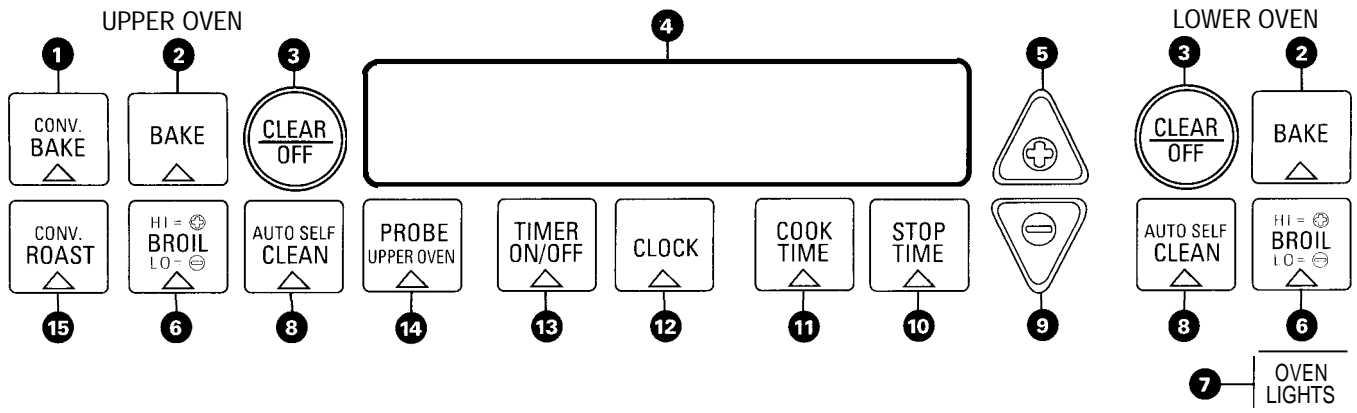 UPPER OVEN
LOWER OVEN
1
2
3
4
5
3
2
CONV.
BAKE
BAKE
CLEAR
OFF
CLEAR
OFF
BAKE
CONV.
ROAST
HI = ⊕
BROIL
LO = ⊖
AUTO SELF
CLEAN
PROBE
UPPER OVEN
TIMER
ON/OFF
CLOCK
COOK
TIME
STOP
TIME
AUTO SELF
CLEAN
HI = ⊕
BROIL
LO = ⊖
15
6
8
14
13
12
11
10
9
8
6
7
OVEN
LIGHTS